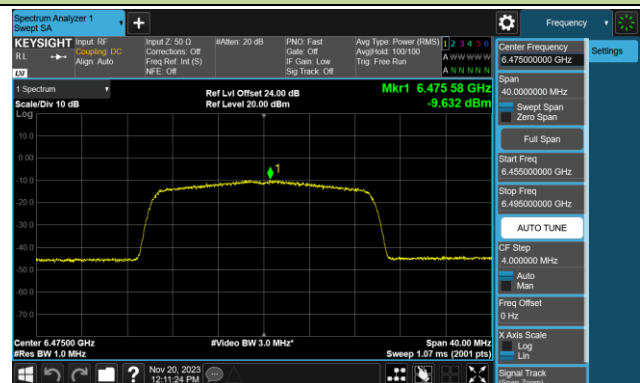 Spectrum Analyzer 1
Swept SA
Frequency
KEYSIGHT
Input: RF
Input Z: 50 Ω
#Atten: 20 dB
PNO: Fast
Avg Type: Power (RMS)
1 2 3 4 5 6
RL
Coupling: DC
Corrections: Off
Gate: Off
Avg|Hold: 100/100
Align: Auto
Freq Ref: Int (S)
IF Gain: Low
Trig: Free Run
A W W W W W
LXI
NFE: Off
Sig Track: Off
A N N N N N
Center Frequency
6.475000000 GHz
Settings
Span
40.0000000 MHz
Swept Span
Zero Span
Full Span
Start Freq
6.455000000 GHz
Stop Freq
6.495000000 GHz
AUTO TUNE
CF Step
4.000000 MHz
Auto
Man
Freq Offset
0 Hz
X Axis Scale
Log
Lin
Signal Track
(Span Zoom)
1 Spectrum
Ref Lvl Offset 24.00 dB
Mkr1 6.475 58 GHz
Scale/Div 10 dB
Ref Level 20.00 dBm
-9.632 dBm
Log
10.0
0.00
1
-10.0
-20.0
-30.0
-40.0
-50.0
-60.0
-70.0
Center 6.47500 GHz
#Video BW 3.0 MHz*
Span 40.00 MHz
#Res BW 1.0 MHz
Sweep 1.07 ms (2001 pts)
?
Nov 20, 2023
12:11:24 PM